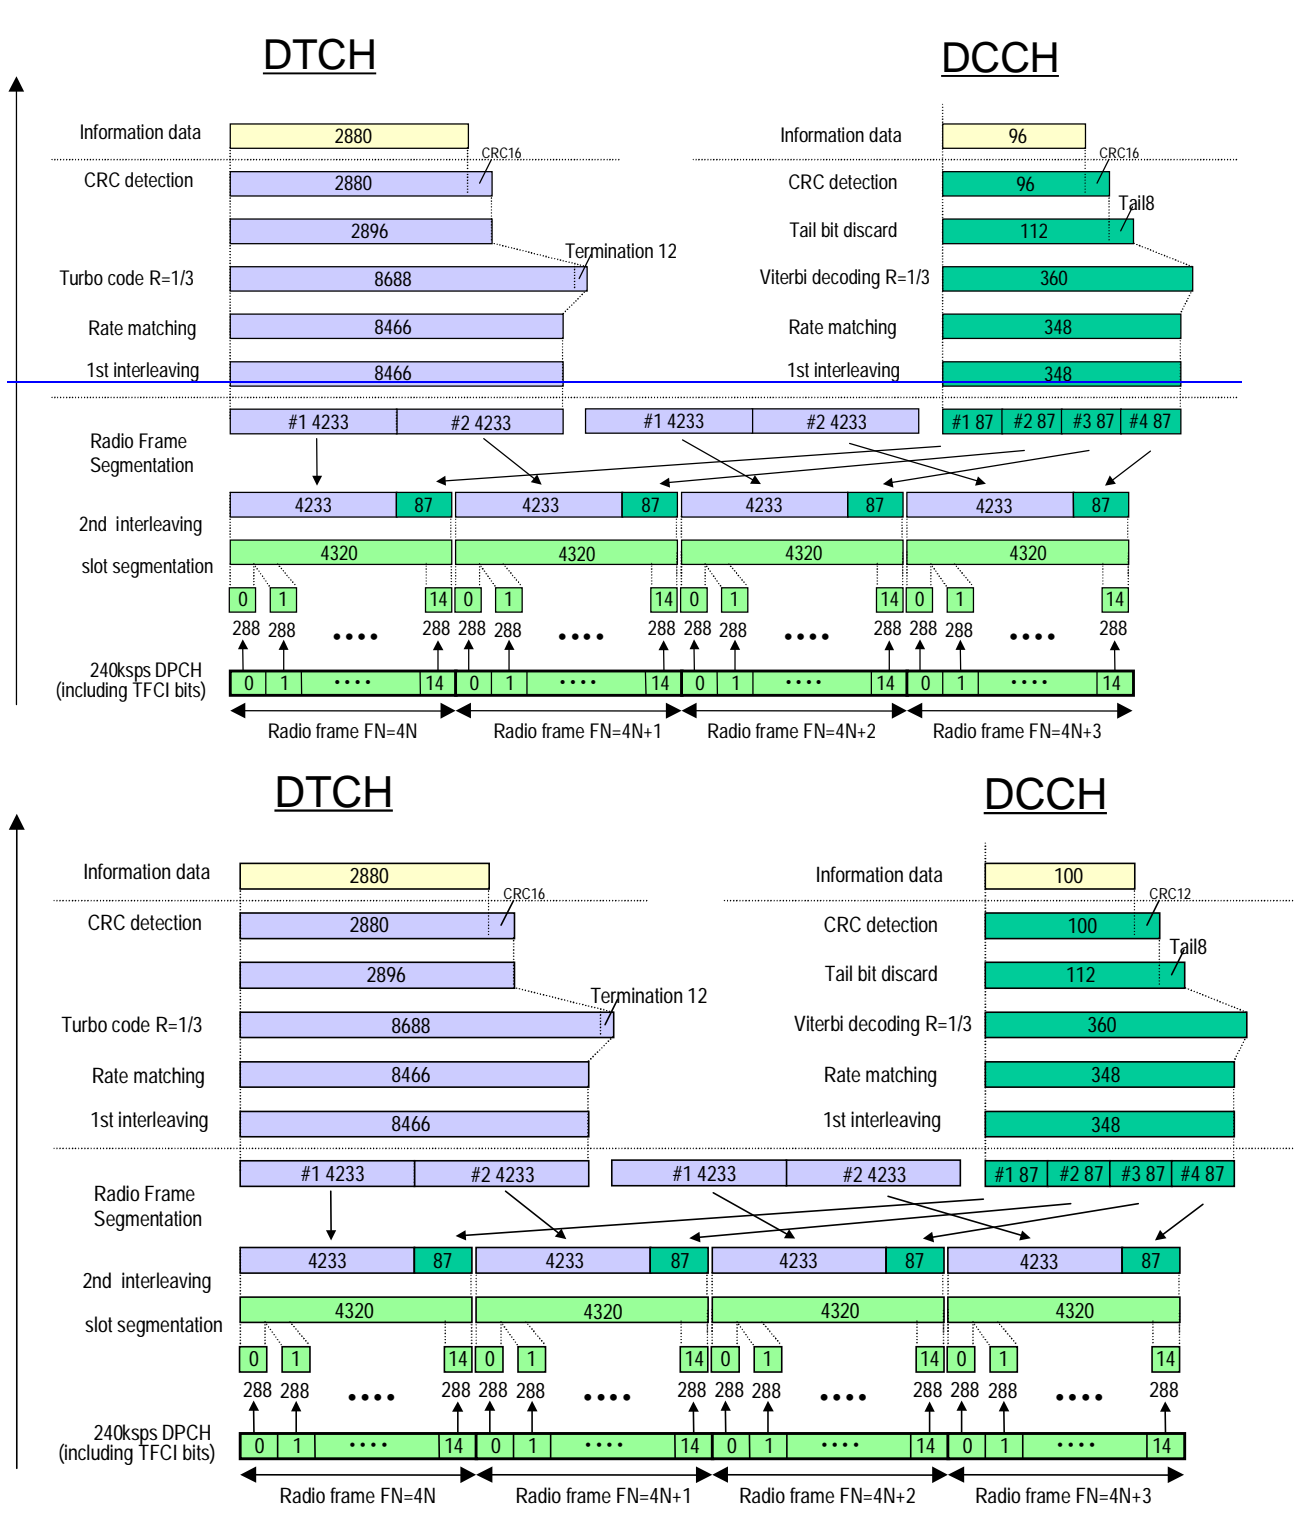 DTCH DCCH
Information data 2880 Information data 96
CRC16 CRC16
CRC detection 2880 CRC detection 96
Tail8
2896 Tail bit discard 112
Termination 12
Turbo code R=1/3 8688 Viterbi decoding R=1/3 360
Rate matching 8466 Rate matching 348
1st interleaving 8466 1st interleaving 348
#1 4233 #2 4233 #1 4233 #2 4233 #1 87 #2 87 #3 87 #4 87
Radio Frame
Segmentation
4233 87 4233 87 4233 87 4233 87
2nd interleaving
4320 4320 4320 4320
slot segmentation
0 1 14 0 1 14 0 1 14 0 1 14
288 288 •••• 288 288 288 •••• 288 288 288 •••• 288 288 288 •••• 288
240ksps DPCH
(including TFCI bits)
0 1 •••• 14 0 1 •••• 14 0 1 •••• 14 0 1 •••• 14
Radio frame FN=4N Radio frame FN=4N+1 Radio frame FN=4N+2 Radio frame FN=4N+3
DTCH DCCH
Information data 2880 Information data 100
CRC16 CRC12
CRC detection 2880 CRC detection 100
Tail8
2896 Tail bit discard 112
Termination 12
Turbo code R=1/3 8688 Viterbi decoding R=1/3 360
Rate matching 8466 Rate matching 348
1st interleaving 8466 1st interleaving 348
#1 4233 #2 4233 #1 4233 #2 4233 #1 87 #2 87 #3 87 #4 87
Radio Frame
Segmentation
4233 87 4233 87 4233 87 4233 87
2nd interleaving
4320 4320 4320 4320
slot segmentation
0 1 14 0 1 14 0 1 14 0 1 14
288 288 •••• 288 288 288 •••• 288 288 288 •••• 288 288 288 •••• 288
240ksps DPCH
(including TFCI bits)
0 1 •••• 14 0 1 •••• 14 0 1 •••• 14 0 1 •••• 14
Radio frame FN=4N Radio frame FN=4N+1 Radio frame FN=4N+2 Radio frame FN=4N+3